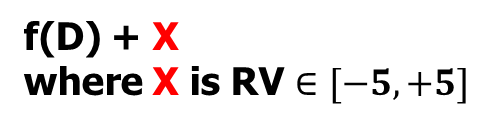 f(D) + X
where X is RV ∈ [−5, +5]